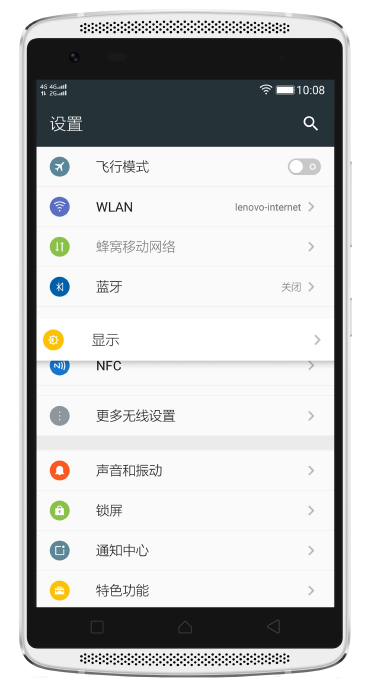 4G 4G 10:08
1L 2G
设置
飞行模式
WLAN lenovo-internet
蜂窝移动网络
蓝牙 关闭
显示
NFC
更多无线设置
声音和振动
锁屏
通知中心
特色功能